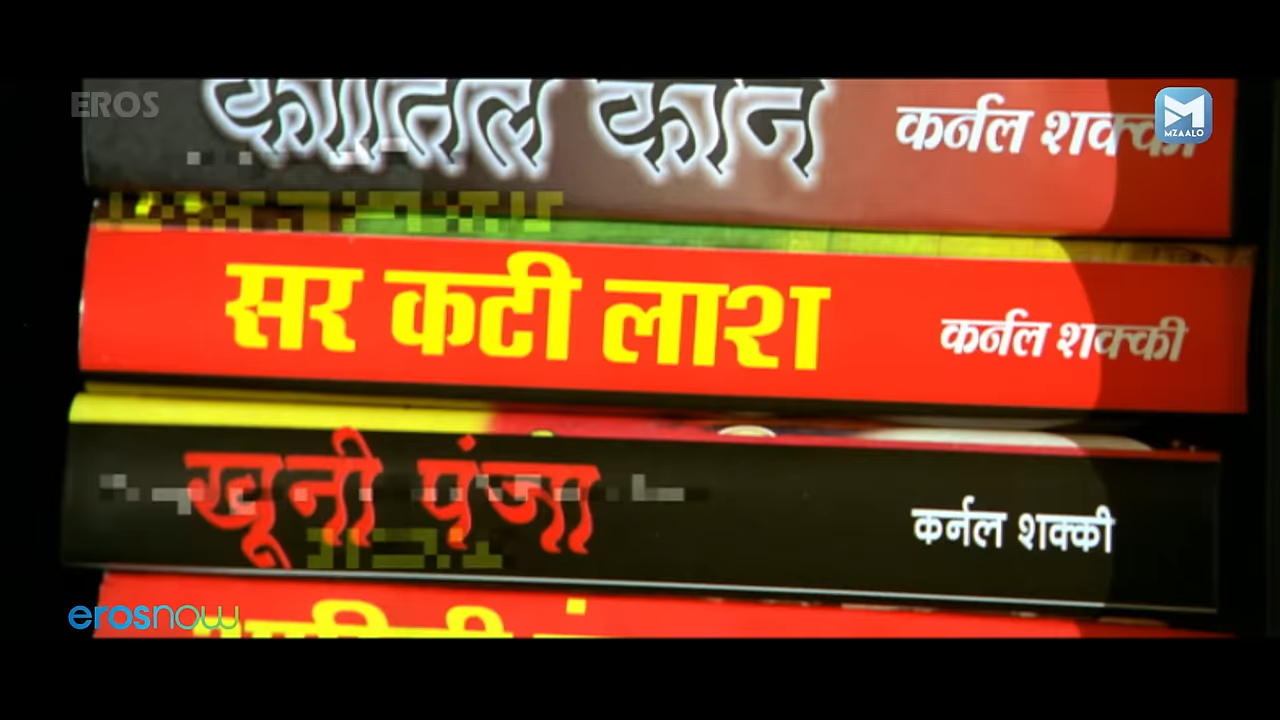 EROS
M
MZAALO
कातिल कौन
कर्नल शक्की
सर कटी लाश
कर्नल शक्की
खूनी पंजा
कर्नल शक्की
erosnow